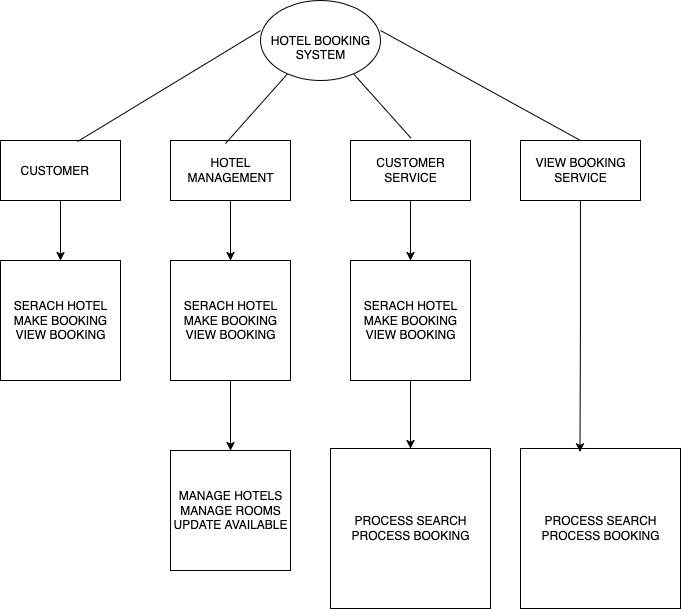 HOTEL BOOKING
SYSTEM
CUSTOMER
HOTEL
MANAGEMENT
CUSTOMER
SERVICE
VIEW BOOKING
SERVICE
SERACH HOTEL
MAKE BOOKING
VIEW BOOKING
SERACH HOTEL
MAKE BOOKING
VIEW BOOKING
SERACH HOTEL
MAKE BOOKING
VIEW BOOKING
MANAGE HOTELS
MANAGE ROOMS
UPDATE AVAILABLE
PROCESS SEARCH
PROCESS BOOKING
PROCESS SEARCH
PROCESS BOOKING